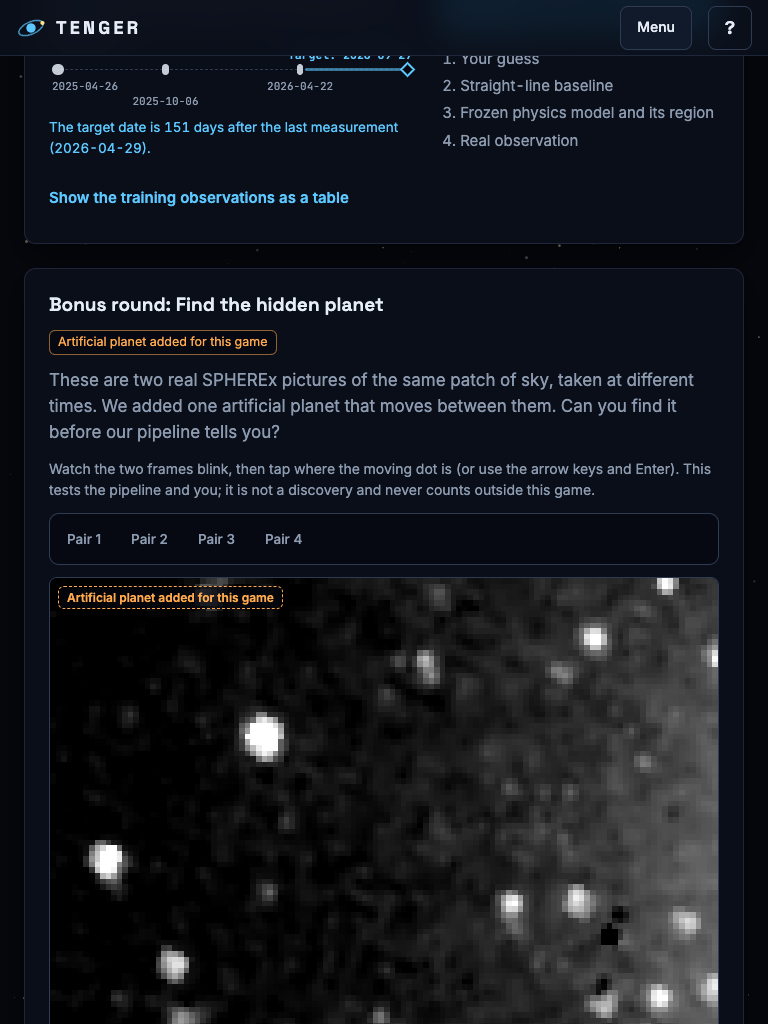 TENGER
Menu
?
Target: 2026-09-27
2025-04-26
2025-10-06
2026-04-22
The target date is 151 days after the last measurement
(2026-04-29).
Show the training observations as a table
1. Your guess
2. Straight-line baseline
3. Frozen physics model and its region
4. Real observation
Bonus round: Find the hidden planet
Artificial planet added for this game
These are two real SPHEREx pictures of the same patch of sky, taken at different
times. We added one artificial planet that moves between them. Can you find it
before our pipeline tells you?
Watch the two frames blink, then tap where the moving dot is (or use the arrow keys and Enter). This
tests the pipeline and you; it is not a discovery and never counts outside this game.
Pair 1
Pair 2
Pair 3
Pair 4
Artificial planet added for this game